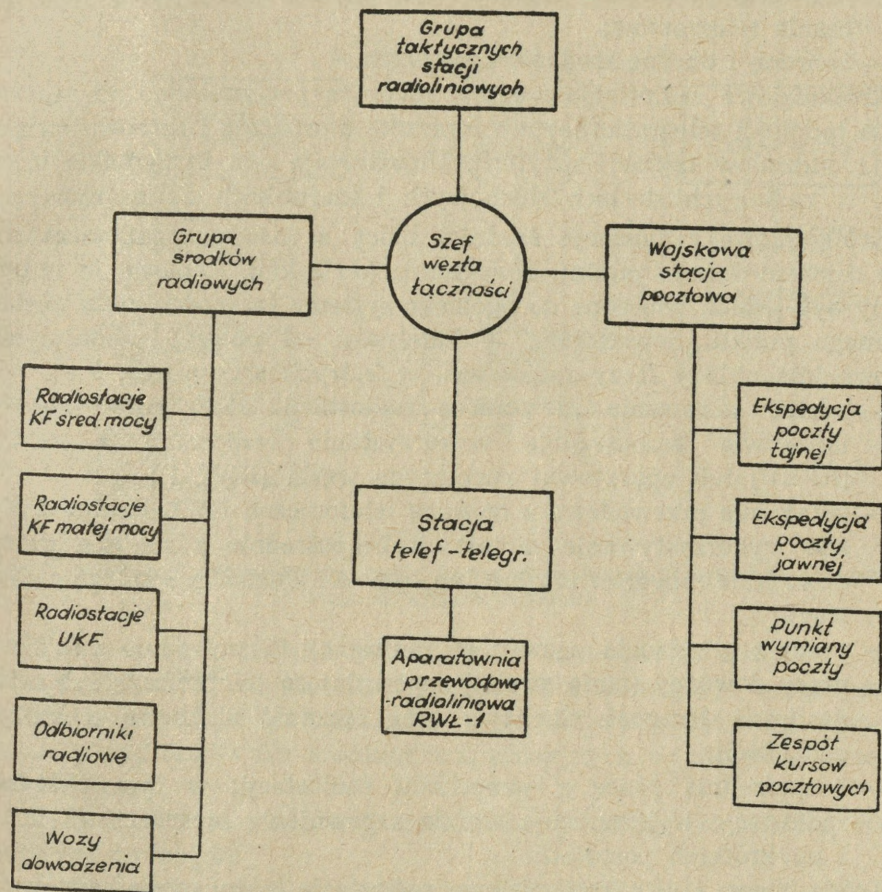 Grupa
taktycznych
stacji
radioliniowych
Grupa
środków
radiowych
Szef
węzła
łączności
Wojskowa
stacja
pocztowa
Radiostacje
KF śred. mocy
Radiostacje
KF małej mocy
Radiostacje
UKF
Odbiorniki
radiowe
Wozy
dowodzenia
Stacja
telef-telegr.
Aparatownia
przewodowo-
-radioliniowa
RWŁ-1
Ekspedycja
poczty
tajnej
Ekspedycja
poczty
jawnej
Punkt
wymiany
poczty
Zespół
kursów
pocztowych